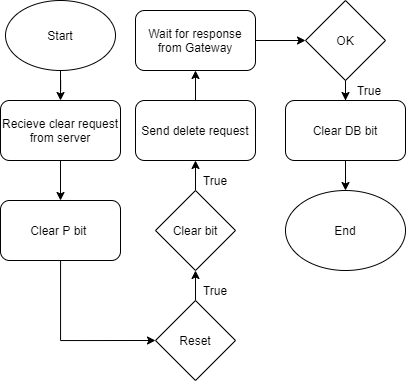 Start
Recieve clear request
from server
Clear P bit
Reset
True
Clear bit
True
Send delete request
Wait for response
from Gateway
OK
True
Clear DB bit
End